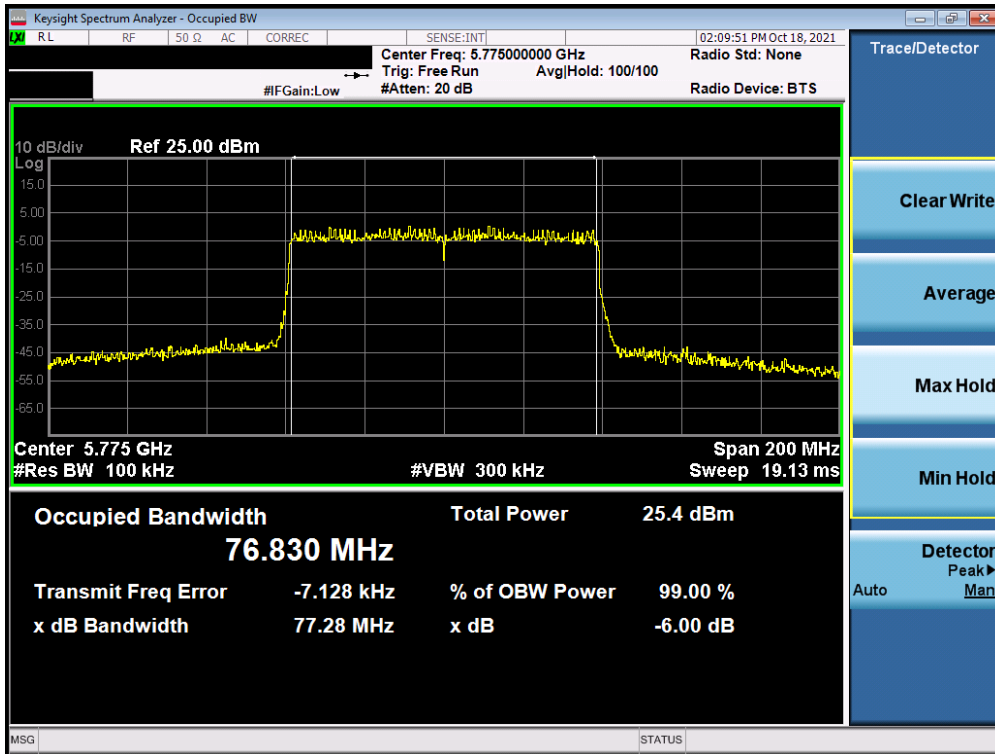 Keysight Spectrum Analyzer - Occupied BW
LXI RL RF 50 Ω AC CORREC SENSE:INT 02:09:51 PM Oct 18, 2021
Center Freq: 5.775000000 GHz Radio Std: None
Trig: Free Run Avg|Hold: 100/100
#IFGain:Low #Atten: 20 dB Radio Device: BTS
Trace/Detector
10 dB/div Ref 25.00 dBm
Log
15.0
5.00
-5.00
-15.0
-25.0
-35.0
-45.0
-55.0
-65.0
Center 5.775 GHz Span 200 MHz
#Res BW 100 kHz #VBW 300 kHz Sweep 19.13 ms
Occupied Bandwidth Total Power 25.4 dBm
76.830 MHz
Transmit Freq Error -7.128 kHz % of OBW Power 99.00 %
x dB Bandwidth 77.28 MHz x dB -6.00 dB
Clear Write
Average
Max Hold
Min Hold
Detector
Peak▶
Auto Man
MSG STATUS